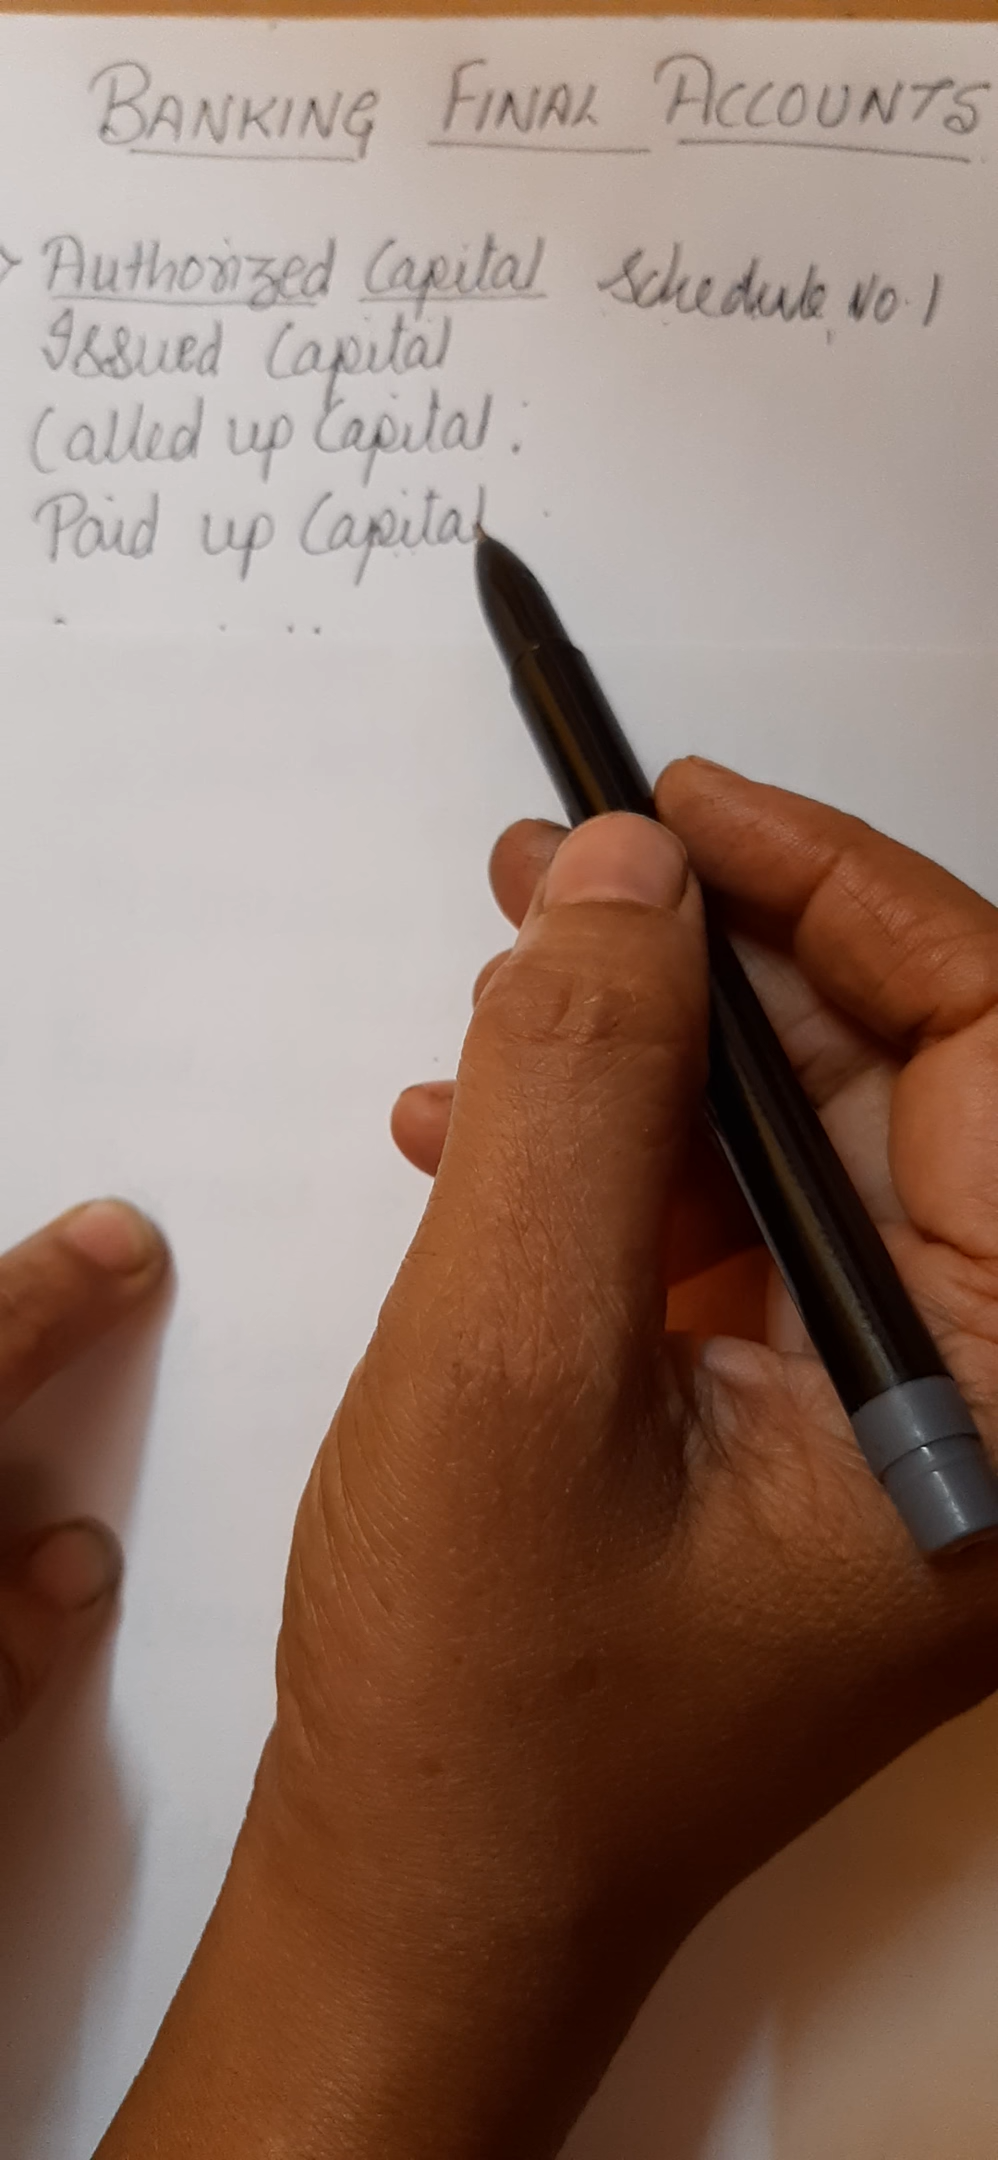 BANKING FINAL ACCOUNTS
Authorized Capital Schedule No. 1
Issued Capital
Called up Capital:
Paid up Capital